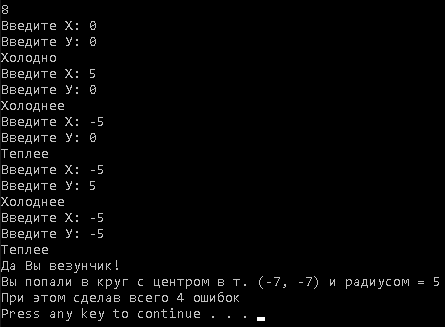 8
Введите X: 0
Введите У: 0
Холодно
Введите X: 5
Введите У: 0
Холоднее
Введите X: -5
Введите У: 0
Теплее
Введите X: -5
Введите У: 5
Холоднее
Введите X: -5
Введите У: -5
Теплее
Да Вы везунчик!
Вы попали в круг с центром в т. (-7, -7) и радиусом = 5
При этом сделав всего 4 ошибок
Press any key to continue . . .